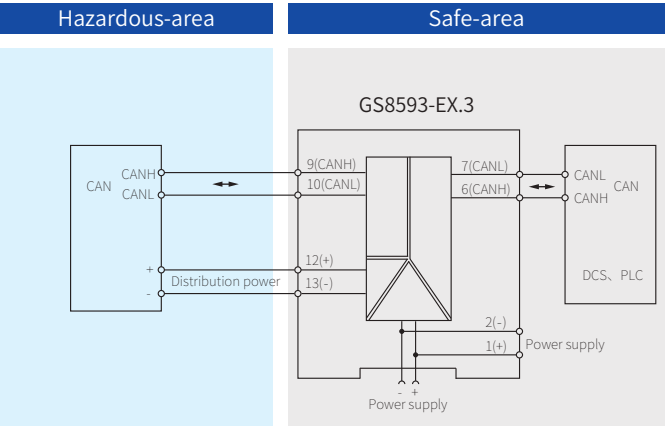 Hazardous-area
Safe-area
GS8593-EX.3
CAN
CANH
CANL
9(CANH)
10(CANL)
7(CANL)
6(CANH)
CANL
CANH
CAN
+
-
Distribution power
12(+)
13(-)
DCS、PLC
2(-)
1(+)
Power supply
- +
Power supply